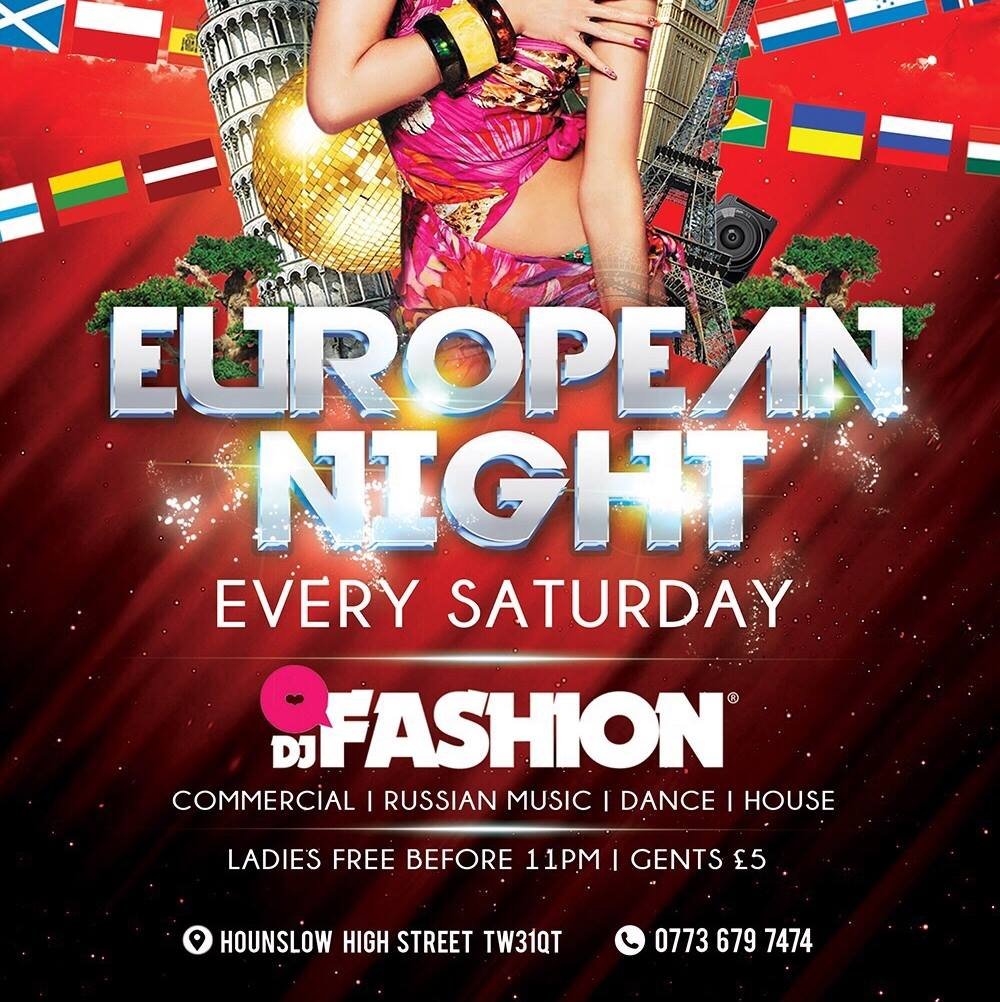 EUROPEAN
NIGHT
EVERY SATURDAY
DJ FASHION®
COMMERCIAL | RUSSIAN MUSIC | DANCE | HOUSE
LADIES FREE BEFORE 11PM | GENTS £5
HOUNSLOW HIGH STREET TW31QT 0773 679 7474